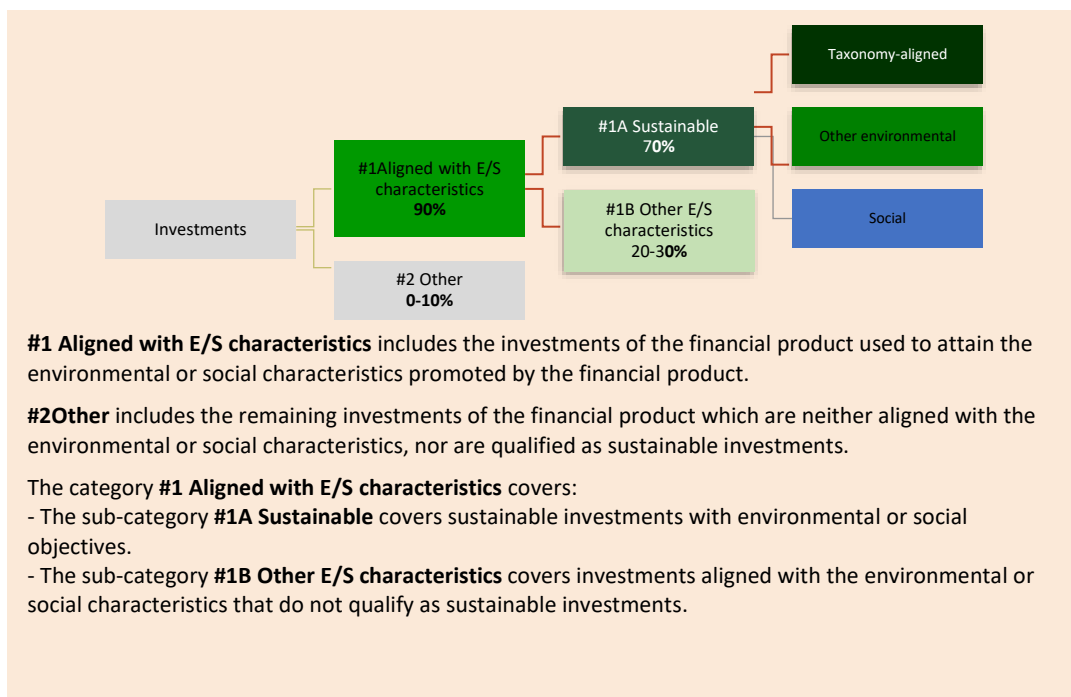 Taxonomy-aligned
#1A Sustainable
70%
Other environmental
#1Aligned with E/S
characteristics
90%
#1B Other E/S
characteristics
20-30%
Social
Investments
#2 Other
0-10%
#1 Aligned with E/S characteristics includes the investments of the financial product used to attain the
environmental or social characteristics promoted by the financial product.
#2Other includes the remaining investments of the financial product which are neither aligned with the
environmental or social characteristics, nor are qualified as sustainable investments.
The category #1 Aligned with E/S characteristics covers:
- The sub-category #1A Sustainable covers sustainable investments with environmental or social
objectives.
- The sub-category #1B Other E/S characteristics covers investments aligned with the environmental or
social characteristics that do not qualify as sustainable investments.